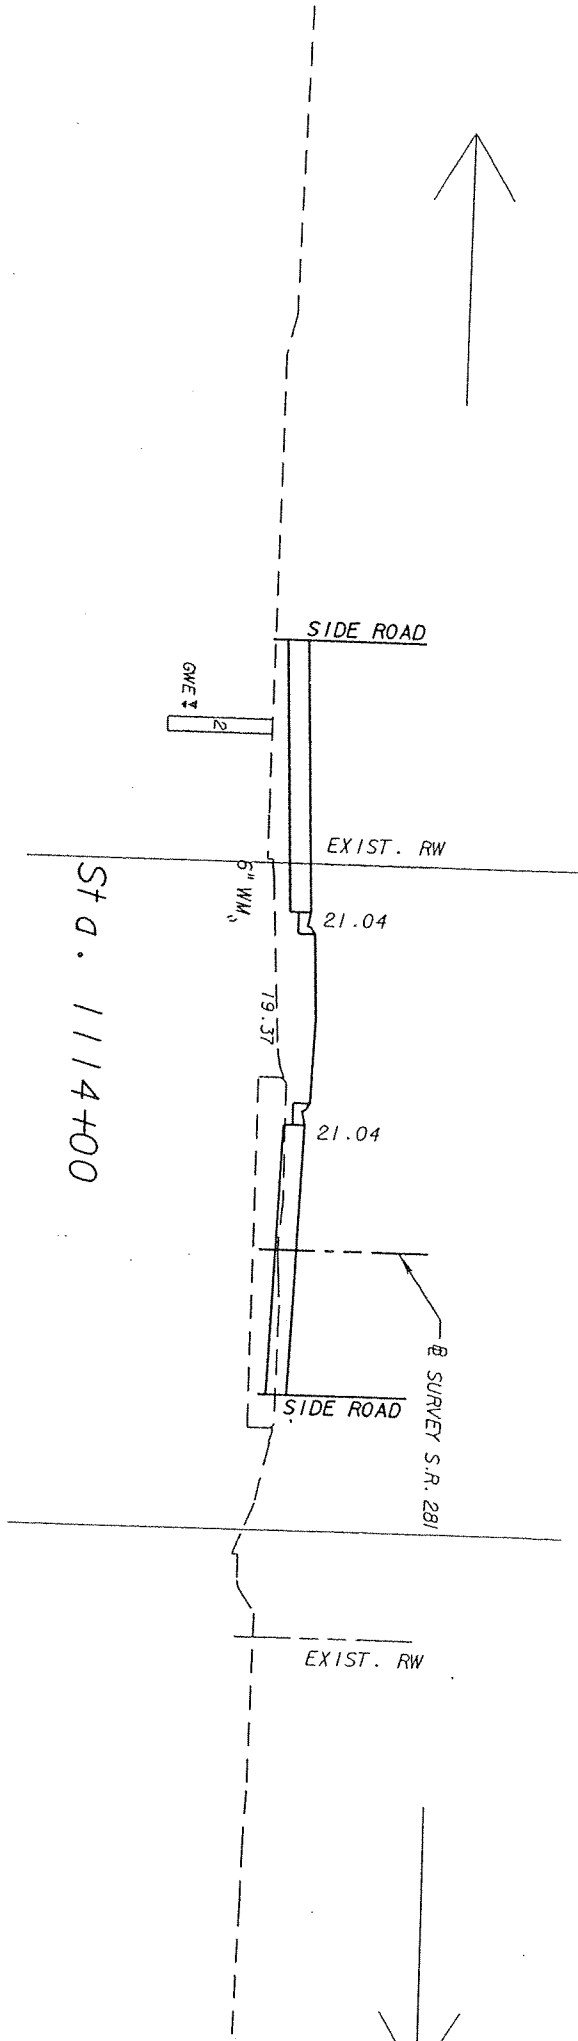 SIDE ROAD
GWE
2
EXIST. RW
6" WM
21.04
19.37
Sta. 1114+00
21.04
℄ SURVEY S.R. 281
SIDE ROAD
EXIST. RW